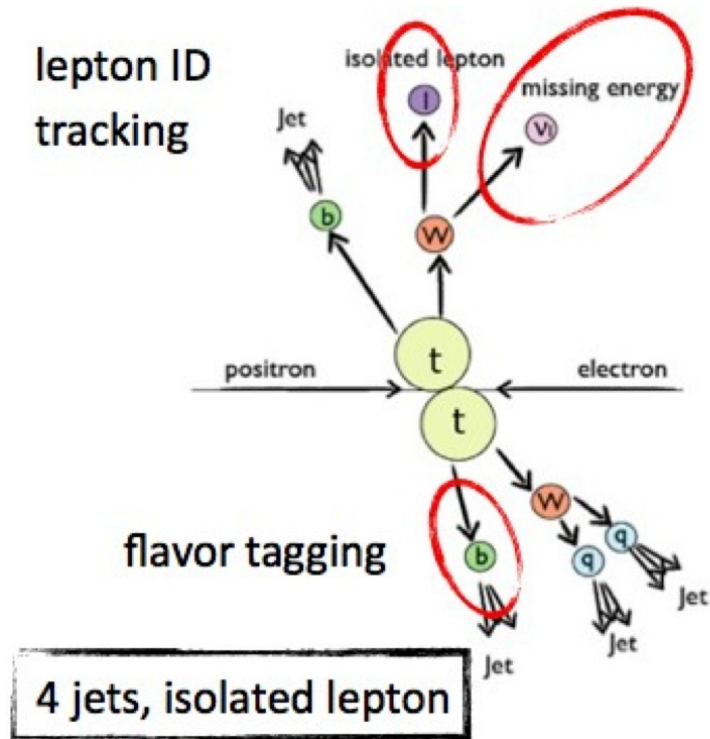 lepton ID
tracking
isolated lepton
l
missing energy
νl
Jet
b
W
t
positron
electron
t
W
flavor tagging
b
q
q
Jet
Jet
Jet
4 jets, isolated lepton